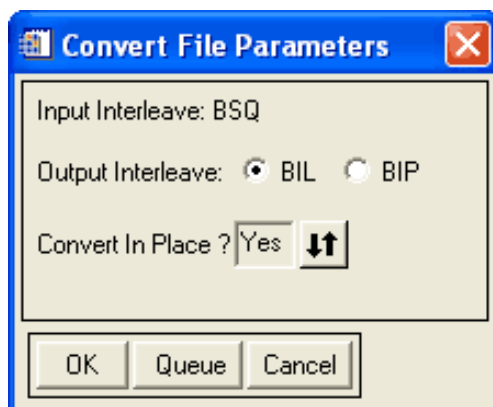 Convert File Parameters
Input Interleave: BSQ
Output Interleave: BIL BIP
Convert In Place ? Yes
OK Queue Cancel